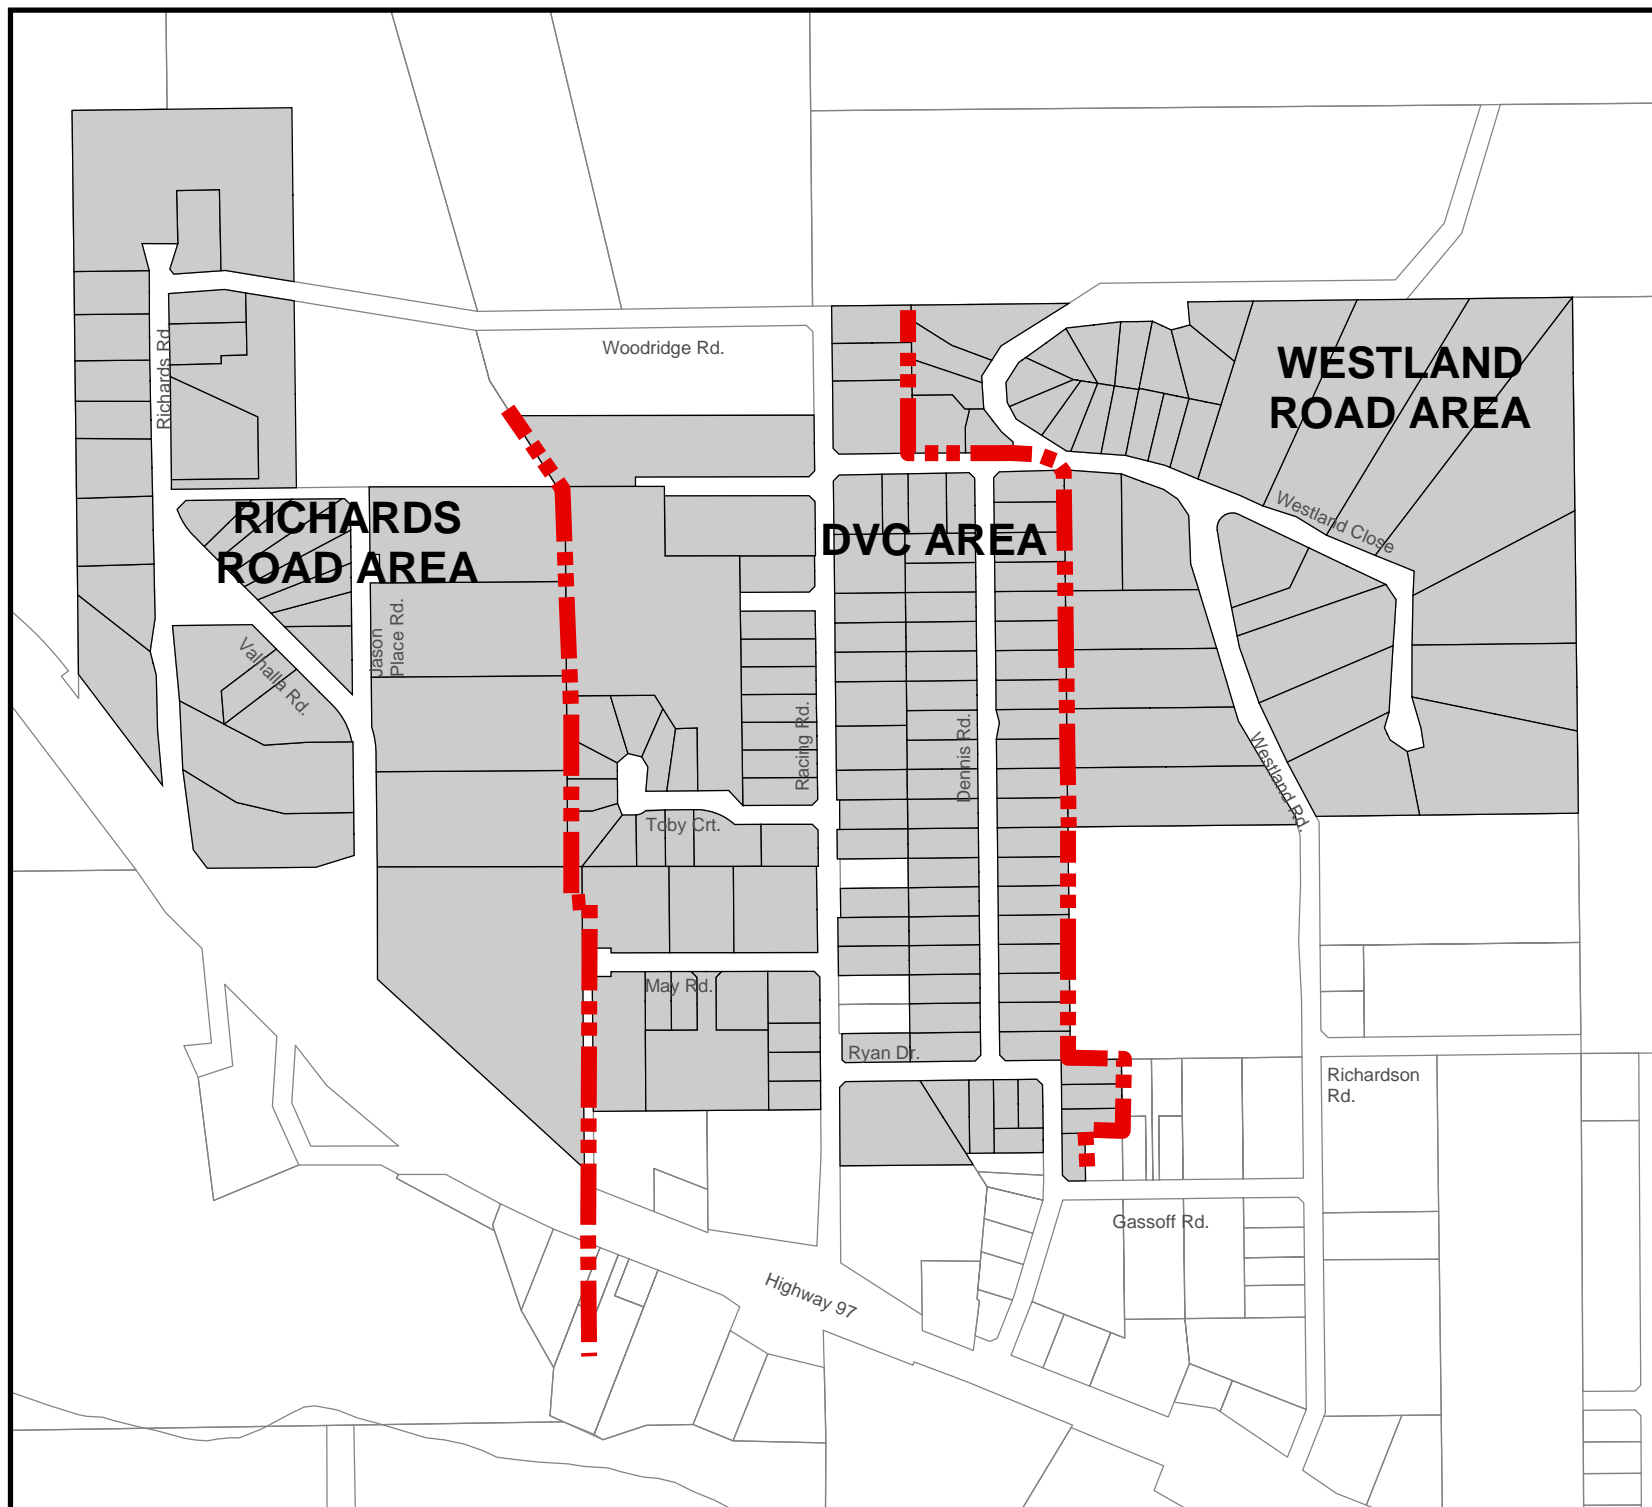 Woodridge Rd.
WESTLAND
ROAD AREA
Richards Rd
RICHARDS
ROAD AREA
DVC AREA
Westland Close
Jason
Place Rd.
Valhalla Rd.
Racing Rd.
Dennis Rd.
Westland Rd.
Toby Crt.
May Rd.
Ryan Dr.
Richardson
Rd.
Gassoff Rd.
Highway 97